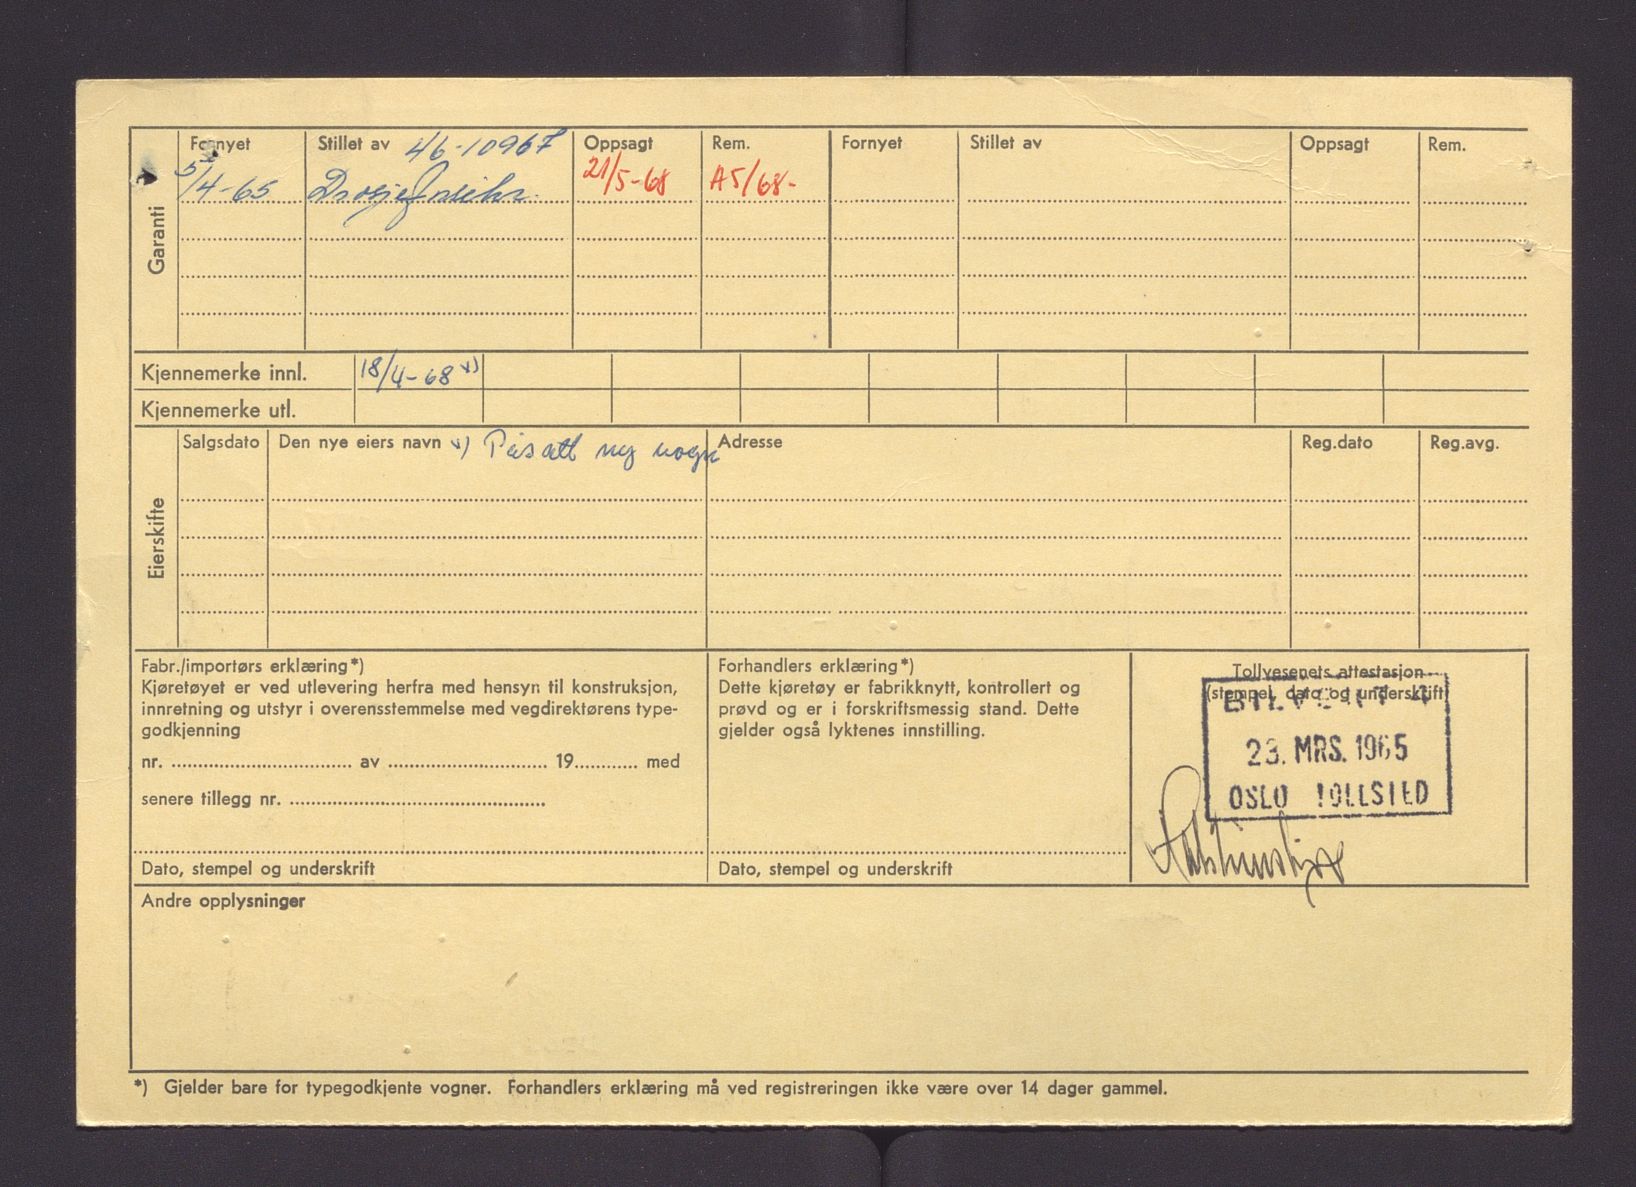 Garanti
Fornyet Stillet av 46-10967 Oppsagt Rem. Fornyet Stillet av Oppsagt Rem.
5/4-65 21/5-68 A5/68-
Kjennemerke innl. 18/4-68 x)
Kjennemerke utl.
Eierskifte
Salgsdato Den nye eiers navn x) Påsatt ny vogn Adresse Reg.dato Reg.avg.
Fabr./importørs erklæring*)
Kjøretøyet er ved utlevering herfra med hensyn til konstruksjon,
innretning og utstyr i overensstemmelse med vegdirektørens type-
godkjenning
nr. av 19 med
senere tillegg nr.
Dato, stempel og underskrift
Forhandlers erklæring*)
Dette kjøretøy er fabrikknytt, kontrollert og
prøvd og er i forskriftsmessig stand. Dette
gjelder også lyktenes innstilling.
Dato, stempel og underskrift
Tollvesenets attestasjon
(stempel, dato og underskrift)
23. MRS. 1965
OSLO TOLLSTED
Andre opplysninger
*) Gjelder bare for typegodkjente vogner. Forhandlers erklæring må ved registreringen ikke være over 14 dager gammel.